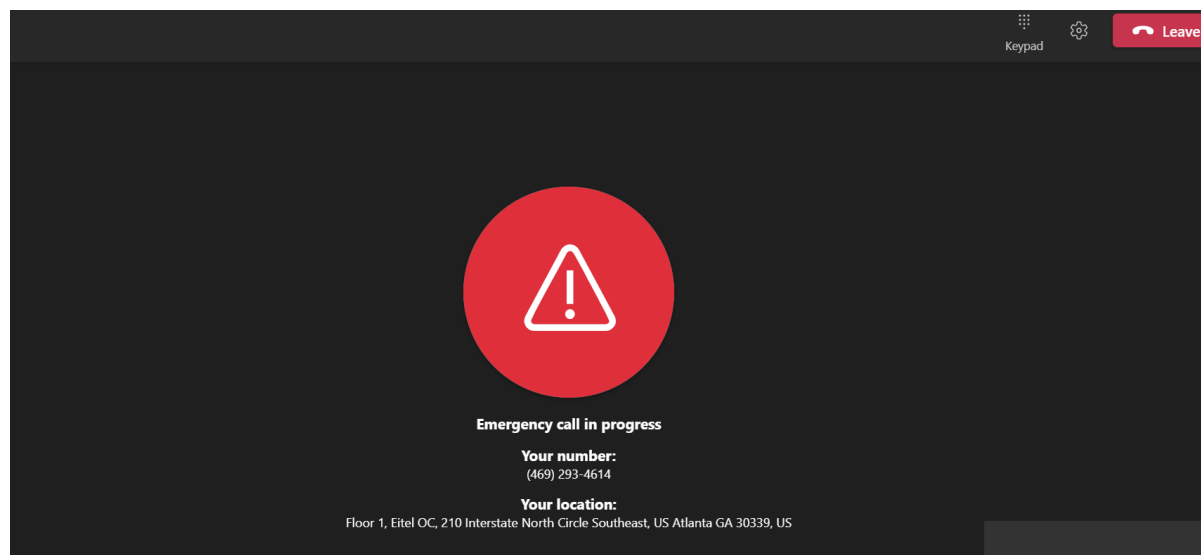 Keypad
Leave
Emergency call in progress
Your number:
(469) 293-4614
Your location:
Floor 1, Eitel OC, 210 Interstate North Circle Southeast, US Atlanta GA 30339, US